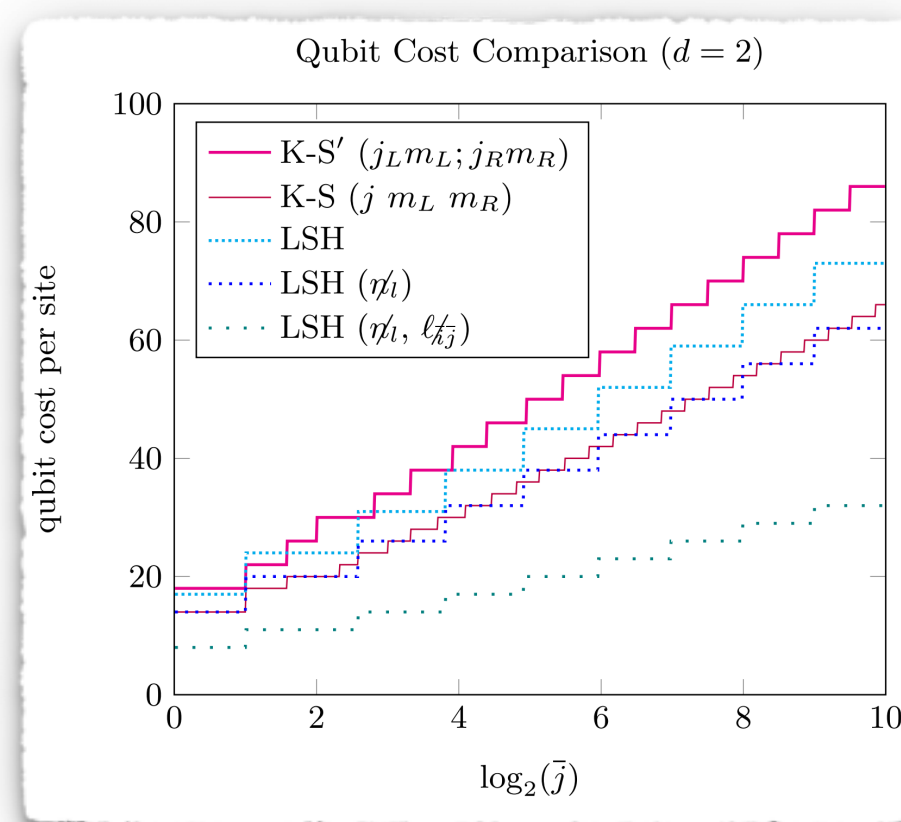 Qubit Cost Comparison (d = 2)
100
80
60
40
20
0
K-S′ (j_L m_L; j_R m_R)
K-S (j m_L m_R)
LSH
LSH (n̸_l)
LSH (n̸_l, ℓ̸_{h̸j̄})
qubit cost per site
0 2 4 6 8 10
log₂(j̄)